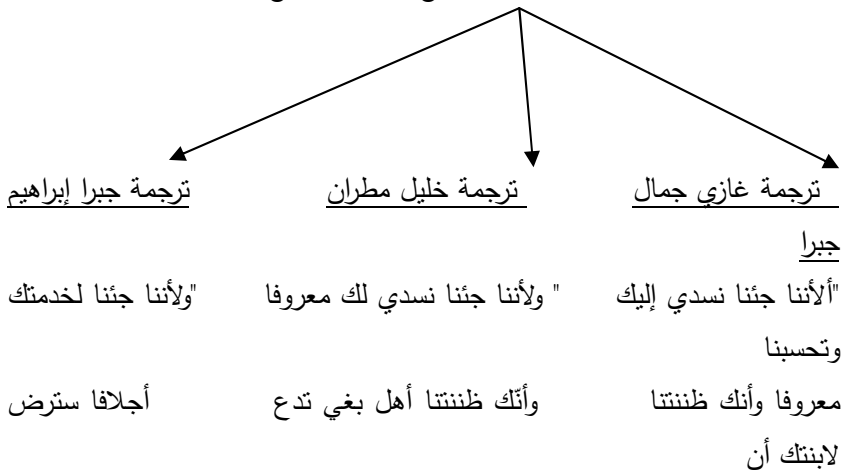 ترجمة غازي جمال ترجمة خليل مطران ترجمة جبرا إبراهيم
جبرا
"ألأننا جئنا نسدي إليك " ولأننا جئنا نسدي لك معروفا "ولأننا جئنا لخدمتك
وتحسبنا
معروفا وأنك ظننتنا وأنّك ظننتنا أهل بغي تدع أجلافا سترض
لابنتك أن